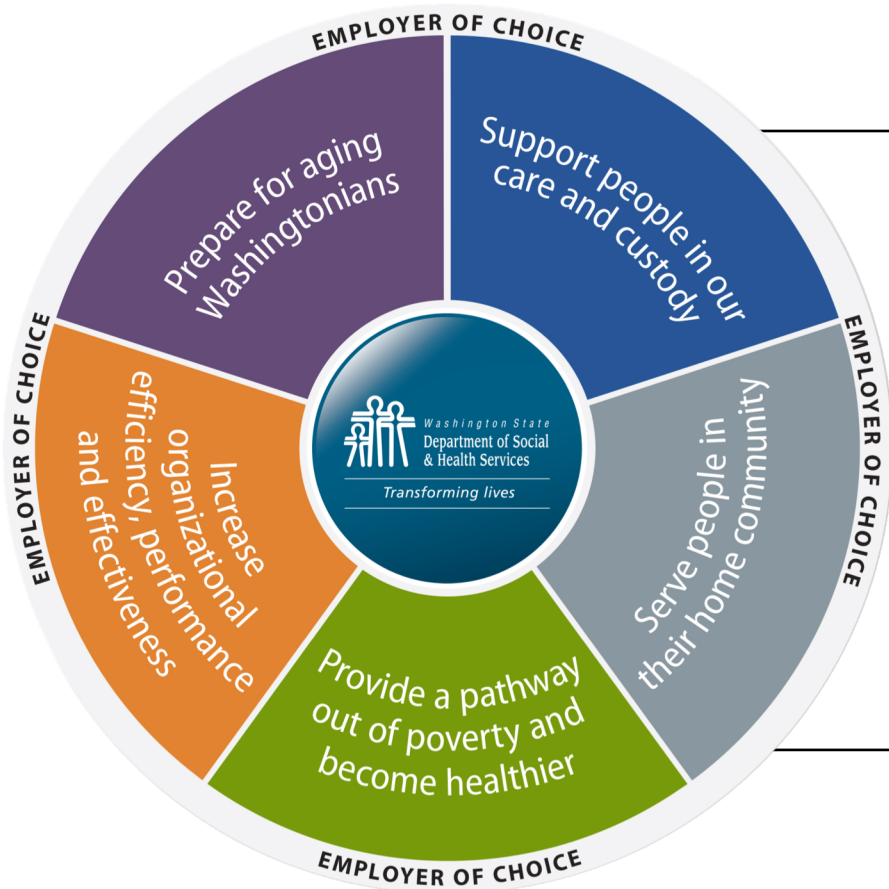 EMPLOYER OF CHOICE
Prepare for aging
Washingtonians
Support people in our
care and custody
EMPLOYER OF CHOICE
EMPLOYER OF CHOICE
Increase
organizational
efficiency, performance
and effectiveness
Washington State
Department of Social
& Health Services
Transforming lives
Serve people in
their home community
Provide a pathway
out of poverty and
become healthier
EMPLOYER OF CHOICE